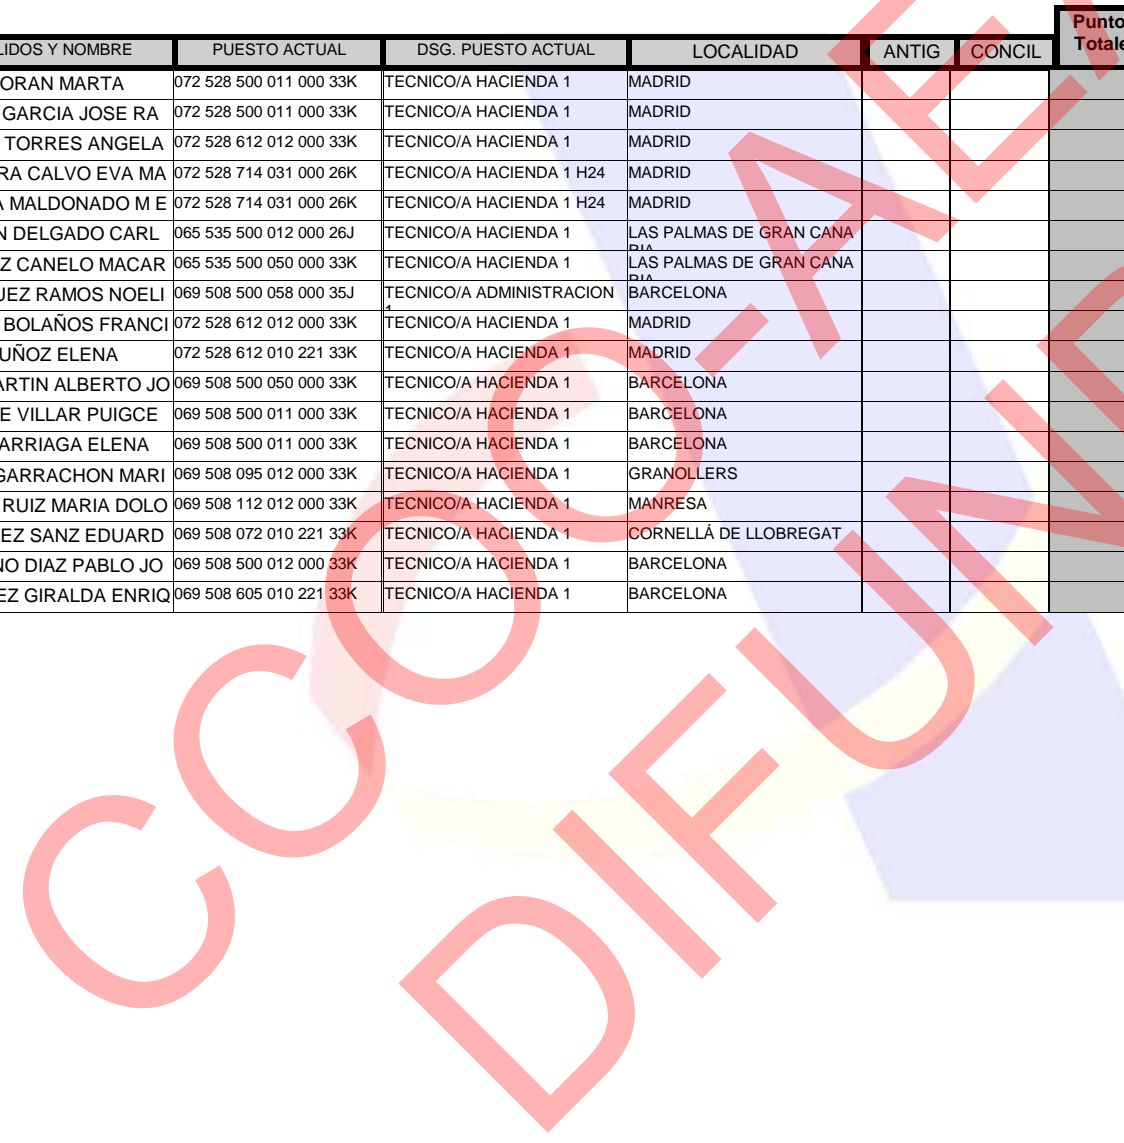 Punto
Totale
LIDOS Y NOMBRE PUESTO ACTUAL DSG. PUESTO ACTUAL LOCALIDAD ANTIG CONCIL
ORAN MARTA 072 528 500 011 000 33K TECNICO/A HACIENDA 1 MADRID
GARCIA JOSE RA 072 528 500 011 000 33K TECNICO/A HACIENDA 1 MADRID
TORRES ANGELA 072 528 612 012 000 33K TECNICO/A HACIENDA 1 MADRID
RA CALVO EVA MA 072 528 714 031 000 26K TECNICO/A HACIENDA 1 H24 MADRID
A MALDONADO M E 072 528 714 031 000 26K TECNICO/A HACIENDA 1 H24 MADRID
N DELGADO CARL 065 535 500 012 000 26J TECNICO/A HACIENDA 1 LAS PALMAS DE GRAN CANA
RIA
Z CANELO MACAR 065 535 500 050 000 33K TECNICO/A HACIENDA 1 LAS PALMAS DE GRAN CANA
RIA
UEZ RAMOS NOELI 069 508 500 058 000 35J TECNICO/A ADMINISTRACION BARCELONA
1
BOLAÑOS FRANCI 072 528 612 012 000 33K TECNICO/A HACIENDA 1 MADRID
UÑOZ ELENA 072 528 612 010 221 33K TECNICO/A HACIENDA 1 MADRID
ARTIN ALBERTO JO 069 508 500 050 000 33K TECNICO/A HACIENDA 1 BARCELONA
E VILLAR PUIGCE 069 508 500 011 000 33K TECNICO/A HACIENDA 1 BARCELONA
ARRIAGA ELENA 069 508 500 011 000 33K TECNICO/A HACIENDA 1 BARCELONA
GARRACHON MARI 069 508 095 012 000 33K TECNICO/A HACIENDA 1 GRANOLLERS
RUIZ MARIA DOLO 069 508 112 012 000 33K TECNICO/A HACIENDA 1 MANRESA
EZ SANZ EDUARD 069 508 072 010 221 33K TECNICO/A HACIENDA 1 CORNELLÁ DE LLOBREGAT
NO DIAZ PABLO JO 069 508 500 012 000 33K TECNICO/A HACIENDA 1 BARCELONA
EZ GIRALDA ENRIQ 069 508 605 010 221 33K TECNICO/A HACIENDA 1 BARCELONA
CCOO-AE
DIFUND